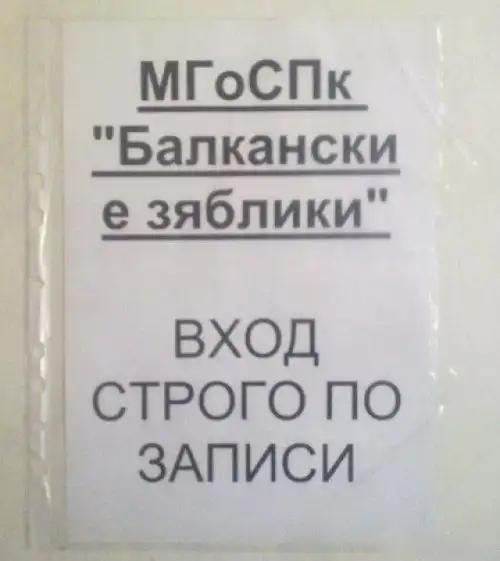 МГоСПк
"Балкански
е зяблики"
ВХОД
СТРОГО ПО
ЗАПИСИ